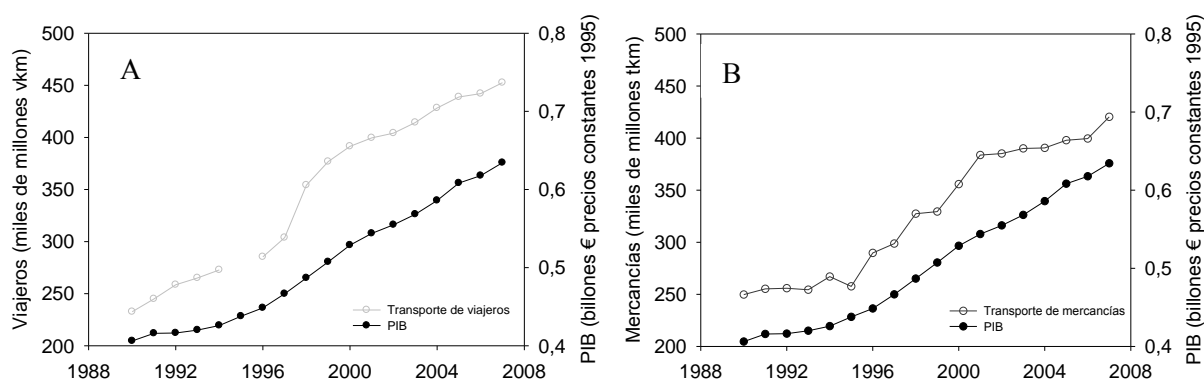 Viajeros (miles de millones vkm)
500
450
400
350
300
250
200
A
Transporte de viajeros
PIB
0,8
0,7
0,6
0,5
0,4
PIB (billones € precios constantes 1995)
1988 1992 1996 2000 2004 2008
Mercancías (miles de millones tkm)
500
450
400
350
300
250
200
B
Transporte de mercancías
PIB
0,8
0,7
0,6
0,5
0,4
PIB (billones € precios constantes 1995)
1988 1992 1996 2000 2004 2008